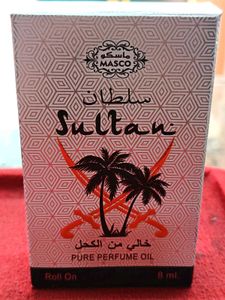 ماسكو
MASCO
سلطان
Sultan
خالي من الكحل
PURE PERFUME OIL
Roll On 8 ml.